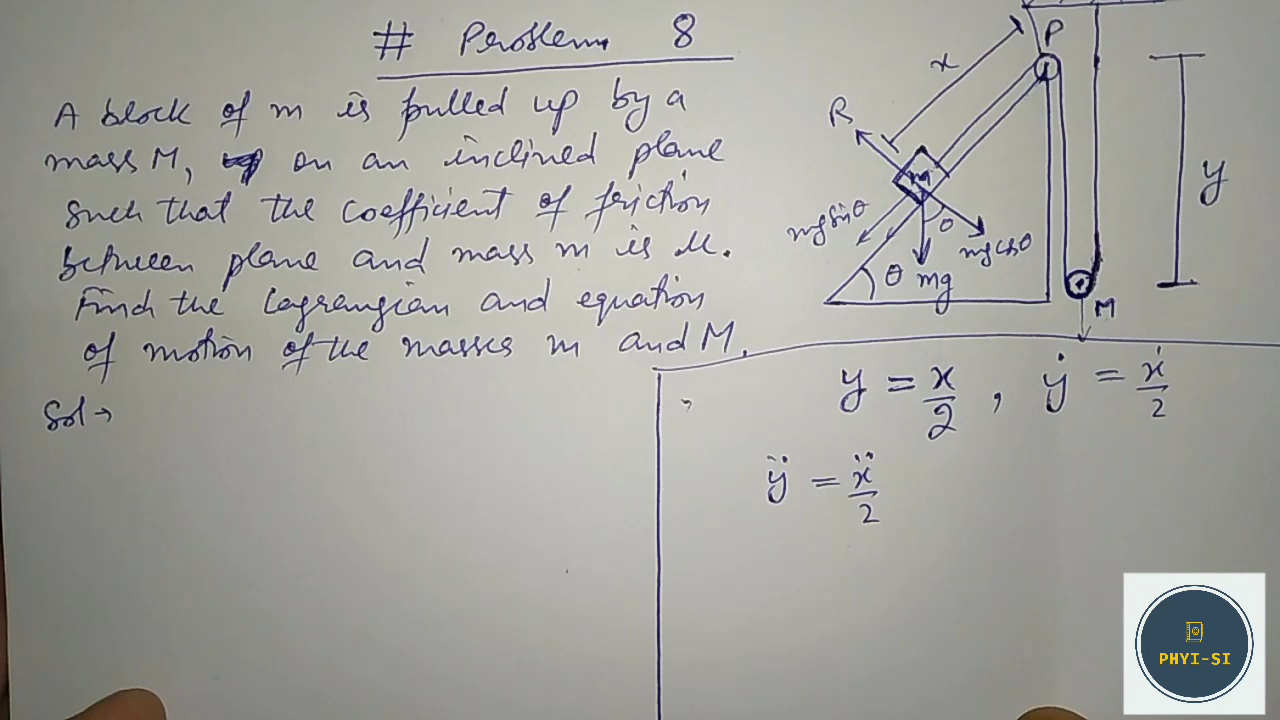 # Problem 8
A block of m is pulled up by a
mass M, on an inclined plane
such that the coefficient of friction
between plane and mass m is μ.
Find the Lagrangian and equation
of motion of the masses m and M.
Sol →
P
x
R
m
mg sinθ
θ
mg cosθ
θ
mg
M
y
y = x/2 , ẏ = ẋ/2
ÿ = ẍ/2
PHYI-SI